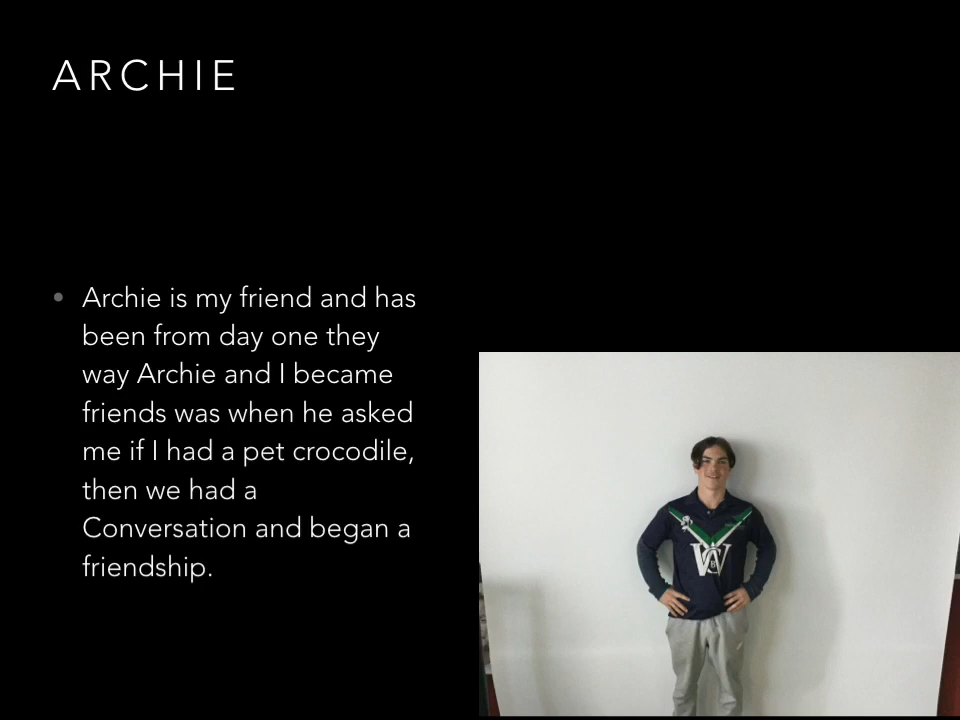 ARCHIE
• Archie is my friend and has
been from day one they
way Archie and I became
friends was when he asked
me if I had a pet crocodile,
then we had a
Conversation and began a
friendship.